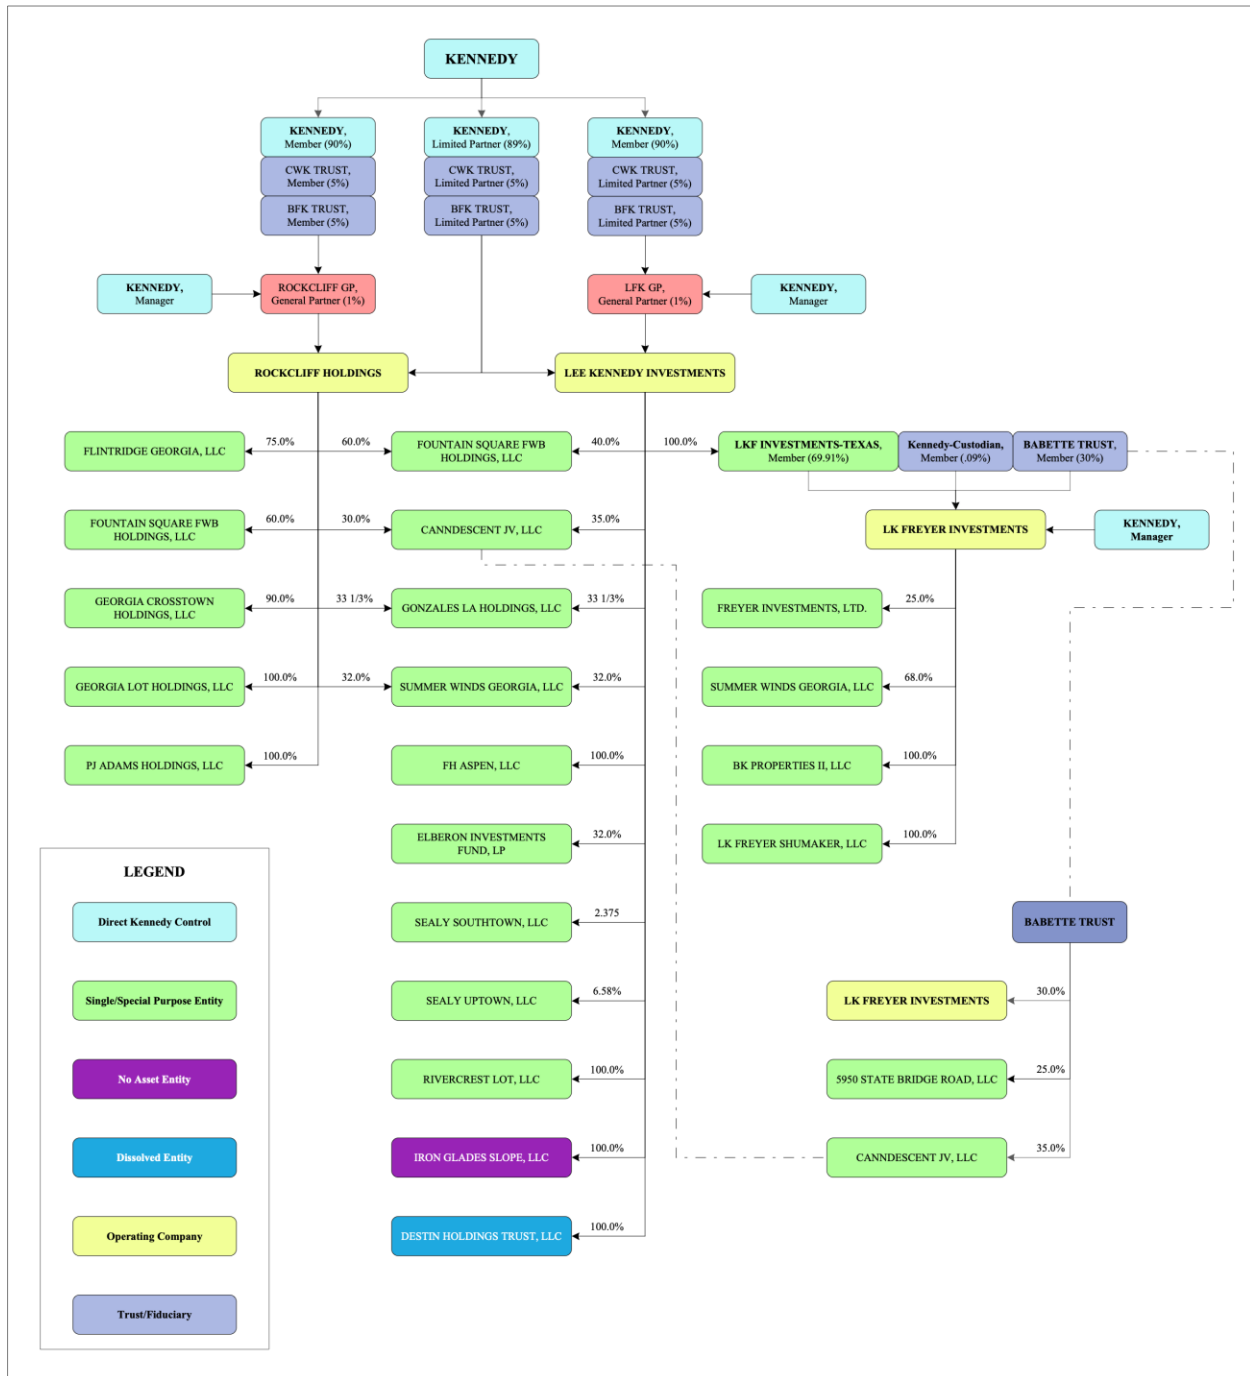 KENNEDY
KENNEDY,
Member (90%)
KENNEDY,
Limited Partner (89%)
KENNEDY,
Member (90%)
CWK TRUST,
Member (5%)
CWK TRUST,
Limited Partner (5%)
CWK TRUST,
Limited Partner (5%)
BFK TRUST,
Member (5%)
BFK TRUST,
Limited Partner (5%)
BFK TRUST,
Limited Partner (5%)
KENNEDY,
Manager
ROCKCLIFF GP,
General Partner (1%)
LFK GP,
General Partner (1%)
KENNEDY,
Manager
ROCKCLIFF HOLDINGS
LEE KENNEDY INVESTMENTS
FLINTRIDGE GEORGIA, LLC
75.0%
60.0%
FOUNTAIN SQUARE FWB
HOLDINGS, LLC
40.0%
100.0%
LKF INVESTMENTS-TEXAS,
Member (69.91%)
Kennedy-Custodian,
Member (.09%)
BABETTE TRUST,
Member (30%)
FOUNTAIN SQUARE FWB
HOLDINGS, LLC
60.0%
30.0%
CANNDESCENT JV, LLC
35.0%
LK FREYER INVESTMENTS
KENNEDY,
Manager
GEORGIA CROSSTOWN
HOLDINGS, LLC
90.0%
33 1/3%
GONZALES LA HOLDINGS, LLC
33 1/3%
FREYER INVESTMENTS, LTD.
25.0%
GEORGIA LOT HOLDINGS, LLC
100.0%
32.0%
SUMMER WINDS GEORGIA, LLC
32.0%
SUMMER WINDS GEORGIA, LLC
68.0%
PJ ADAMS HOLDINGS, LLC
100.0%
FH ASPEN, LLC
100.0%
BK PROPERTIES II, LLC
100.0%
ELBERON INVESTMENTS
FUND, LP
32.0%
LK FREYER SHUMAKER, LLC
100.0%
LEGEND
Direct Kennedy Control
Single/Special Purpose Entity
No Asset Entity
Dissolved Entity
Operating Company
Trust/Fiduciary
SEALY SOUTHTOWN, LLC
2.375
BABETTE TRUST
SEALY UPTOWN, LLC
6.58%
LK FREYER INVESTMENTS
30.0%
RIVERCREST LOT, LLC
100.0%
5950 STATE BRIDGE ROAD, LLC
25.0%
IRON GLADES SLOPE, LLC
100.0%
CANNDESCENT JV, LLC
35.0%
DESTIN HOLDINGS TRUST, LLC
100.0%